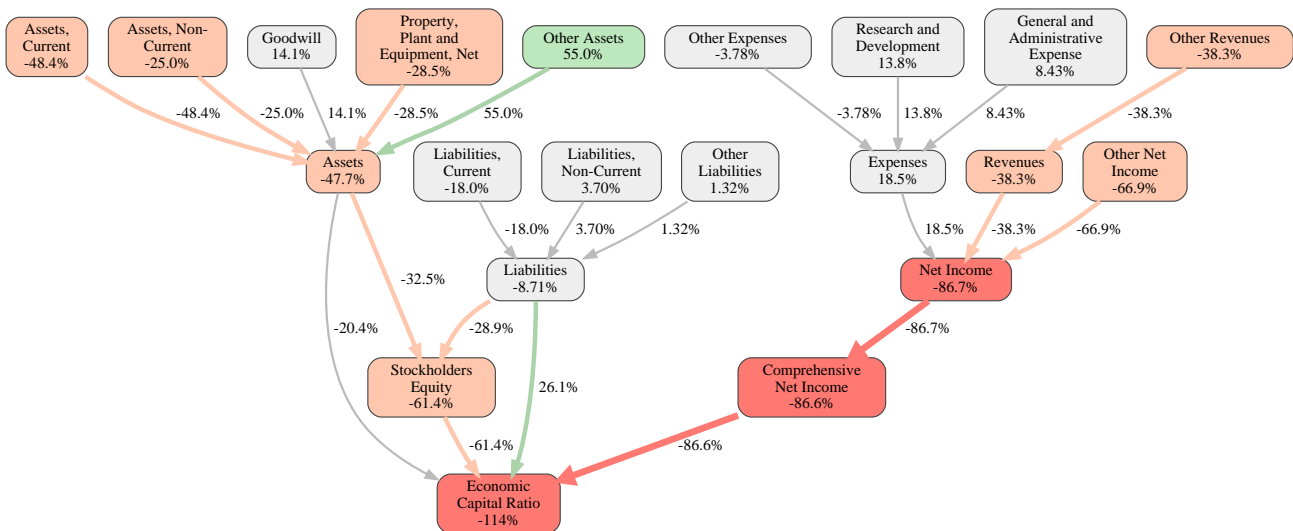 Assets,
Current
-48.4%
Assets, Non-
Current
-25.0%
Goodwill
14.1%
Property,
Plant and
Equipment, Net
-28.5%
Other Assets
55.0%
Other Expenses
-3.78%
Research and
Development
13.8%
General and
Administrative
Expense
8.43%
Other Revenues
-38.3%
-48.4%
-25.0%
14.1%
-28.5%
55.0%
-3.78%
13.8%
8.43%
-38.3%
Assets
-47.7%
Liabilities,
Current
-18.0%
Liabilities,
Non-Current
3.70%
Other
Liabilities
1.32%
Expenses
18.5%
Revenues
-38.3%
Other Net
Income
-66.9%
-18.0%
3.70%
1.32%
18.5%
-38.3%
-66.9%
Liabilities
-8.71%
Net Income
-86.7%
-32.5%
-20.4%
-28.9%
-86.7%
Stockholders
Equity
-61.4%
26.1%
Comprehensive
Net Income
-86.6%
-61.4%
-86.6%
Economic
Capital Ratio
-114%